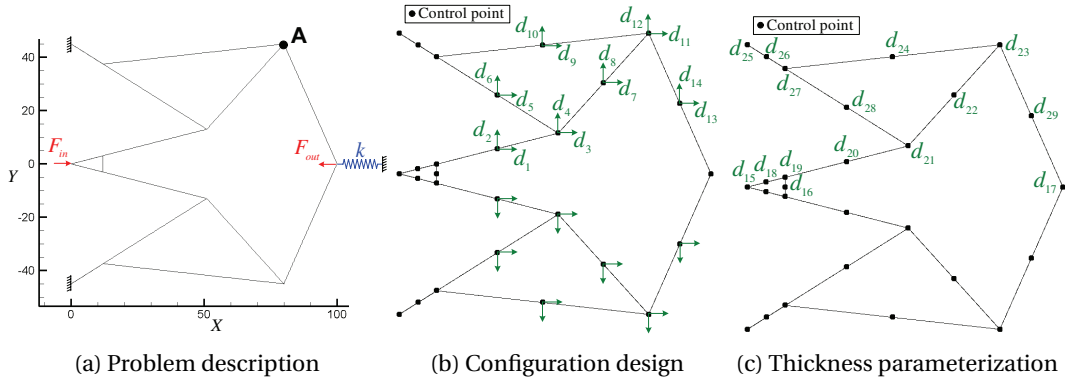 A
40
20
0
-20
-40
Y
0
50
100
X
F_in
F_out
k
(a) Problem description
Control point
d_12
d_10
d_11
d_9
d_8
d_14
d_6
d_7
d_5
d_4
d_13
d_2
d_3
d_1
(b) Configuration design
Control point
d_25
d_26
d_24
d_23
d_27
d_22
d_28
d_29
d_21
d_20
d_19
d_18
d_15
d_16
d_17
(c) Thickness parameterization